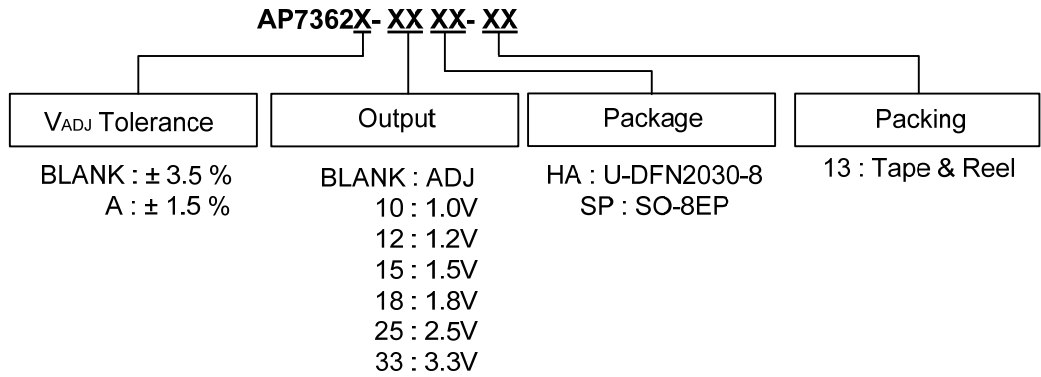 AP7362X- XX XX- XX
VADJ Tolerance
BLANK : ± 3.5 %
A : ± 1.5 %
Output
BLANK : ADJ
10 : 1.0V
12 : 1.2V
15 : 1.5V
18 : 1.8V
25 : 2.5V
33 : 3.3V
Package
HA : U-DFN2030-8
SP : SO-8EP
Packing
13 : Tape & Reel